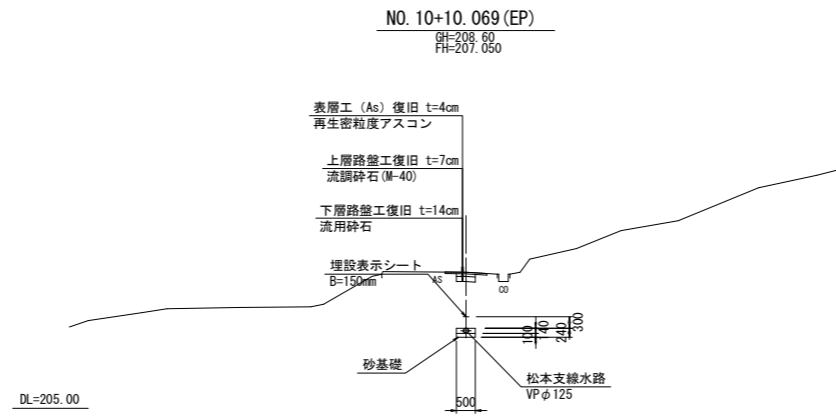 NO.10+10.069(EP)
GH=208.60
FH=207.050
表層工（As）復旧 t=4cm
再生密粒度アスコン
上層路盤工復旧 t=7cm
流調砕石(M-40)
下層路盤工復旧 t=14cm
流用砕石
埋設表示シート
B=150mm
AS
CO
100
140
240
300
砂基礎
松本支線水路
VPφ125
500
DL=205.00